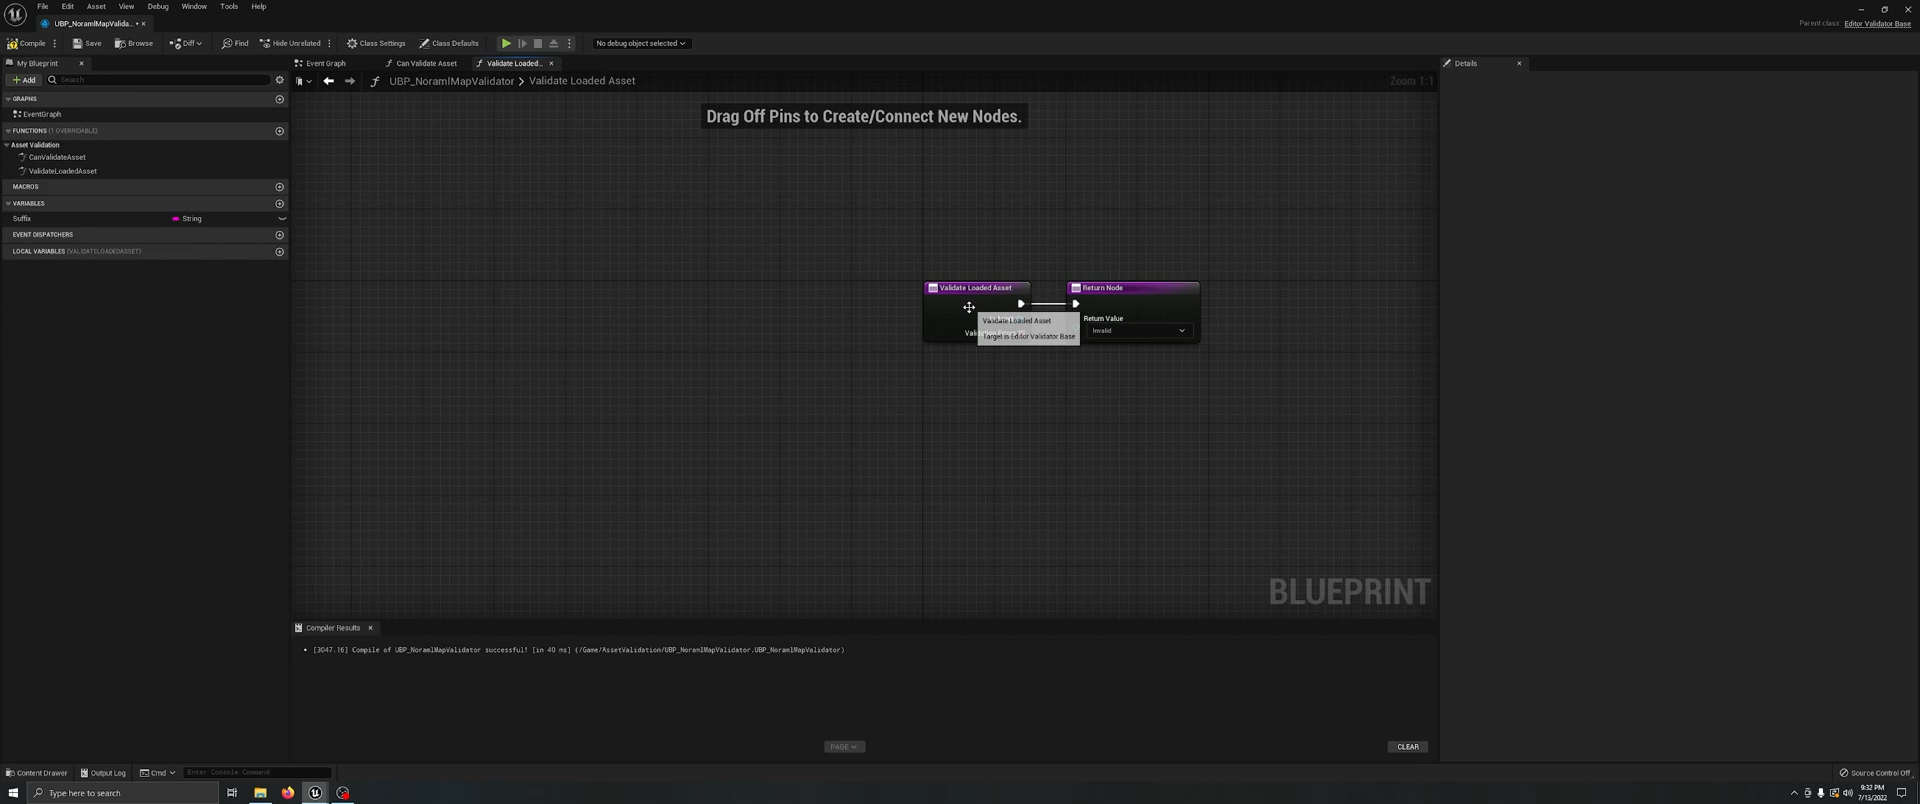 File Edit Asset View Debug Window Tools Help
UBP_NoramlMapValida...
Parent class: Editor Validator Base
Compile Save Browse Diff Find Hide Unrelated Class Settings Class Defaults No debug object selected
My Blueprint
Event Graph Can Validate Asset Validate Loaded...
Details
Add Search
UBP_NoramlMapValidator > Validate Loaded Asset
Zoom 1:1
GRAPHS
EventGraph
FUNCTIONS (1 OVERRIDABLE)
Asset Validation
CanValidateAsset
ValidateLoadedAsset
MACROS
VARIABLES
Suffix String
EVENT DISPATCHERS
LOCAL VARIABLES (VALIDATELOADEDASSET)
Drag Off Pins to Create/Connect New Nodes.
Validate Loaded Asset
Return Node
Return Value
Invalid
Validate Loaded Asset
Target is Editor Validator Base
BLUEPRINT
Compiler Results
[3047.16] Compile of UBP_NoramlMapValidator successful! [in 40 ms] (/Game/AssetValidation/UBP_NoramlMapValidator.UBP_NoramlMapValidator)
PAGE
CLEAR
Content Drawer Output Log Cmd Enter Console Command
Source Control Off
Type here to search
9:32 PM
7/13/2022